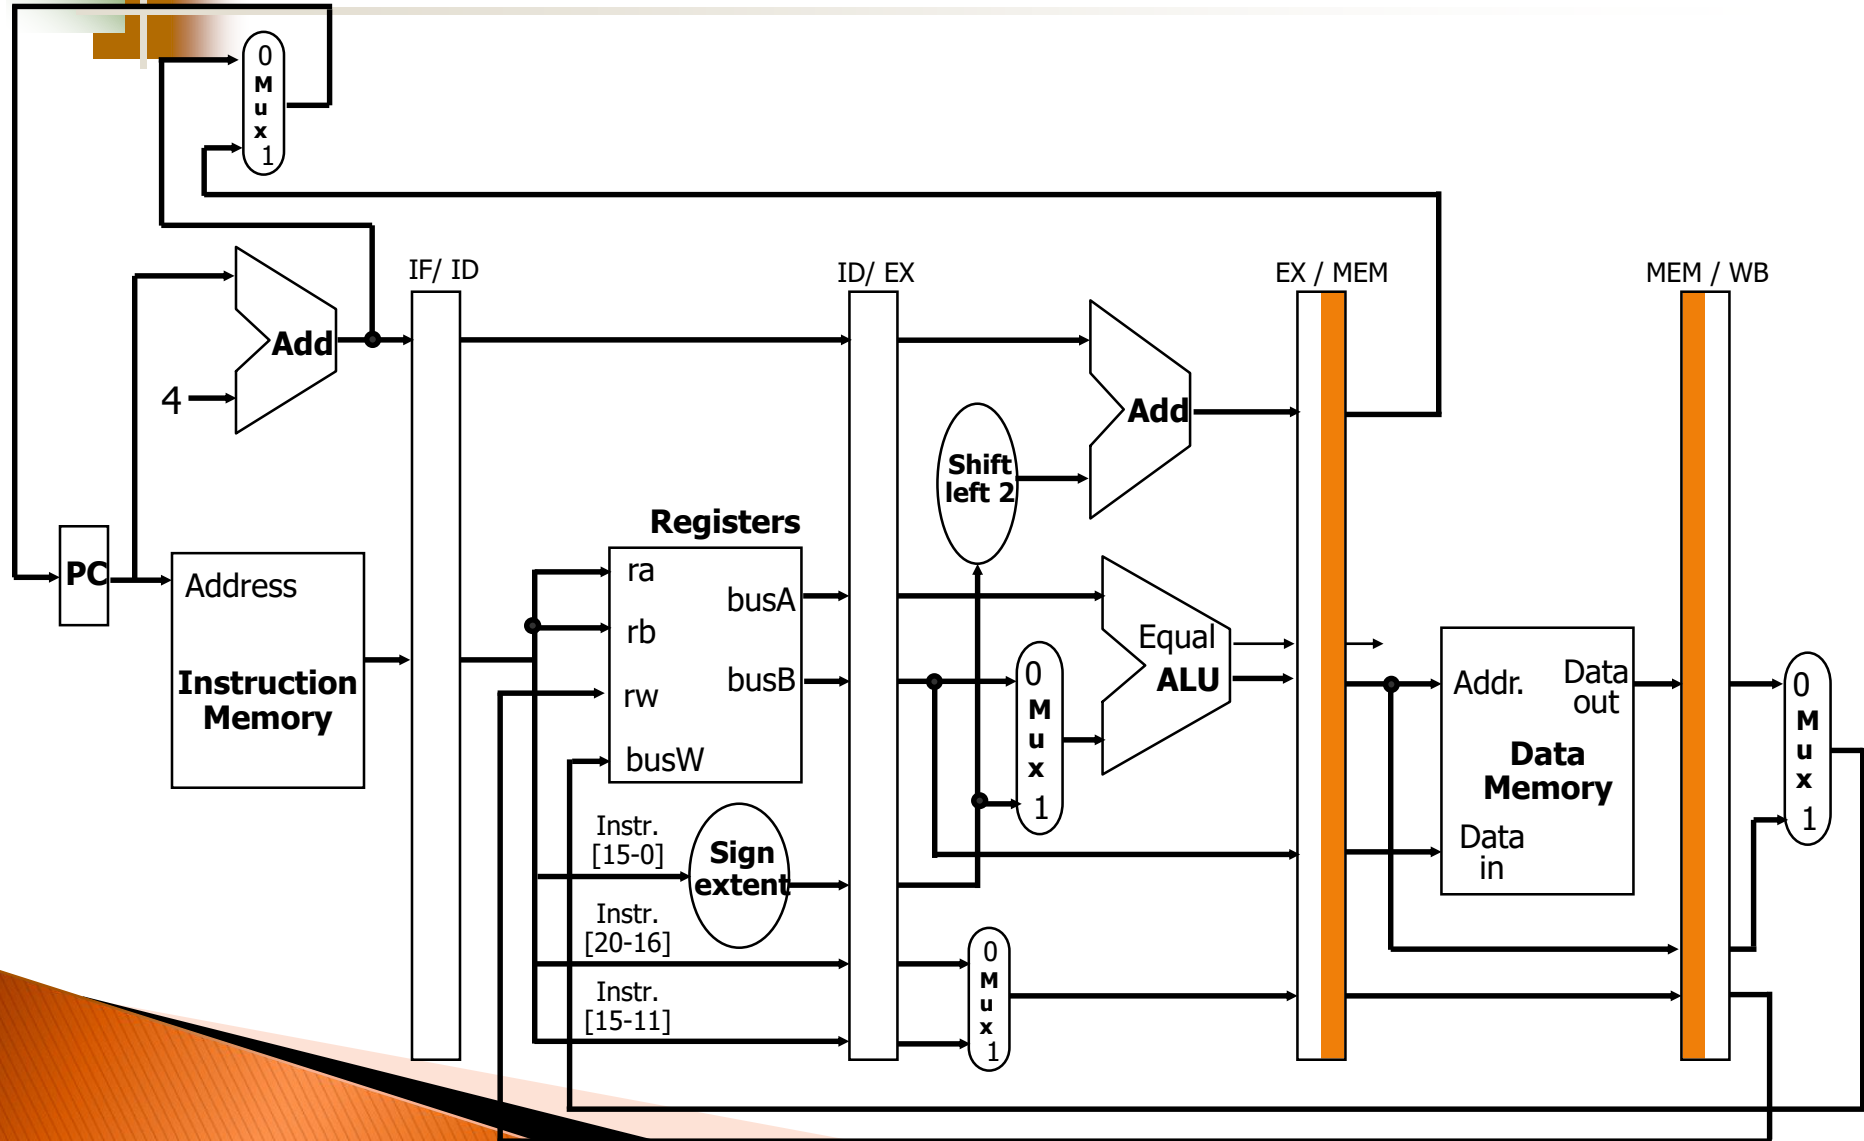 0
M
u
x
1
IF/ ID
ID/ EX
EX / MEM
MEM / WB
Add
4
Add
Shift
left 2
Registers
PC
Address
Instruction
Memory
ra
rb
rw
busW
busA
busB
Equal
ALU
0
M
u
x
1
Addr.
Data
out
Data
Memory
Data
in
0
M
u
x
1
Instr.
[15-0]
Sign
extent
Instr.
[20-16]
Instr.
[15-11]
0
M
u
x
1